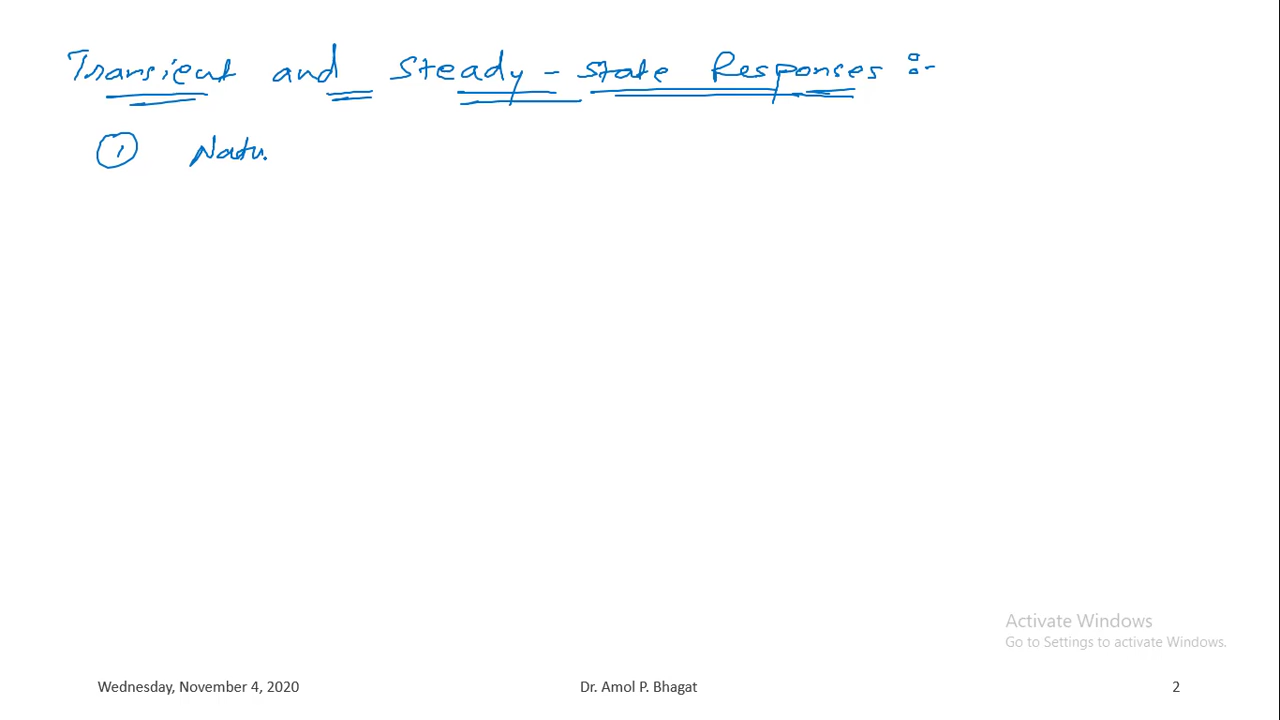 Transient and Steady - State Responses :-
① Natu
Activate Windows
Go to Settings to activate Windows.
Wednesday, November 4, 2020 Dr. Amol P. Bhagat 2